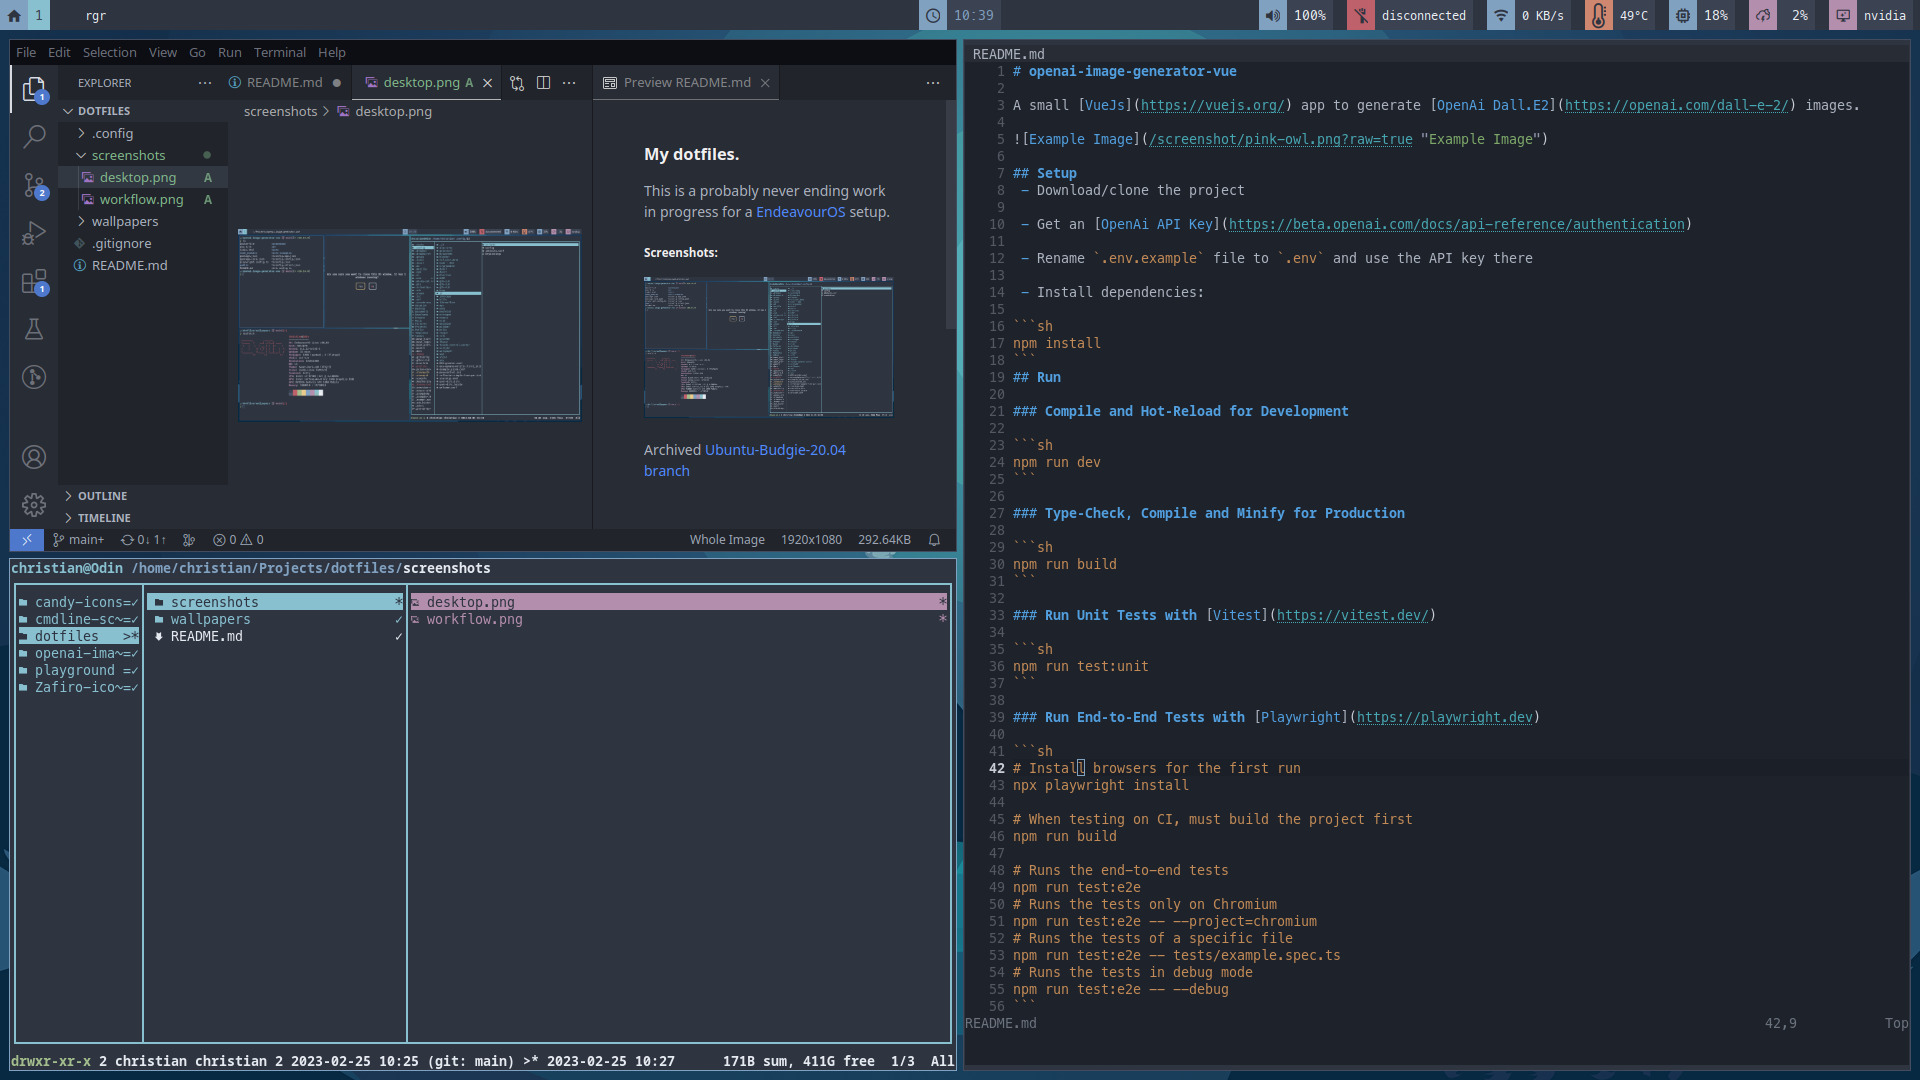 1 rgr 10:39 100% disconnected 0 KB/s 49°C 18% 2% nvidia
File Edit Selection View Go Run Terminal Help
EXPLORER
README.md
desktop.png A
Preview README.md
DOTFILES
.config
screenshots
desktop.png A
workflow.png A
wallpapers
.gitignore
README.md
OUTLINE
TIMELINE
1
2
1
screenshots > desktop.png
My dotfiles.
This is a probably never ending work
in progress for a EndeavourOS setup.
Screenshots:
Archived Ubuntu-Budgie-20.04
branch
main+ 0↓ 1↑ 0 0 Whole Image 1920x1080 292.64KB
christian@Odin /home/christian/Projects/dotfiles/screenshots
candy-icons=✓
cmdline-sc~=✓
dotfiles >*
openai-ima~=✓
playground =✓
Zafiro-ico~=✓
screenshots *
wallpapers ✓
README.md ✓
desktop.png *
workflow.png *
drwxr-xr-x 2 christian christian 2 2023-02-25 10:25 (git: main) >* 2023-02-25 10:27 171B sum, 411G free 1/3 All
README.md
1 # openai-image-generator-vue
2
3 A small [VueJs](https://vuejs.org/) app to generate [OpenAi Dall.E2](https://openai.com/dall-e-2/) images.
4
5 ![Example Image](/screenshot/pink-owl.png?raw=true "Example Image")
6
7 ## Setup
8 - Download/clone the project
9
10 - Get an [OpenAi API Key](https://beta.openai.com/docs/api-reference/authentication)
11
12 - Rename `.env.example` file to `.env` and use the API key there
13
14 - Install dependencies:
15
16 ```sh
17 npm install
18 ```
19 ## Run
20
21 ### Compile and Hot-Reload for Development
22
23 ```sh
24 npm run dev
25 ```
26
27 ### Type-Check, Compile and Minify for Production
28
29 ```sh
30 npm run build
31 ```
32
33 ### Run Unit Tests with [Vitest](https://vitest.dev/)
34
35 ```sh
36 npm run test:unit
37 ```
38
39 ### Run End-to-End Tests with [Playwright](https://playwright.dev)
40
41 ```sh
42 # Install browsers for the first run
43 npx playwright install
44
45 # When testing on CI, must build the project first
46 npm run build
47
48 # Runs the end-to-end tests
49 npm run test:e2e
50 # Runs the tests only on Chromium
51 npm run test:e2e -- --project=chromium
52 # Runs the tests of a specific file
53 npm run test:e2e -- tests/example.spec.ts
54 # Runs the tests in debug mode
55 npm run test:e2e -- --debug
56 ```
README.md 42,9 Top